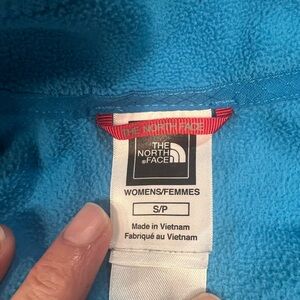 THE NORTH FACE
THE
NORTH
FACE
WOMENS/FEMMES
S/P
Made in Vietnam
Fabriqué au Vietnam